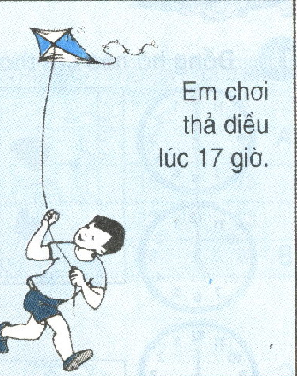 Em chơi
thả diều
lúc 17 giờ.